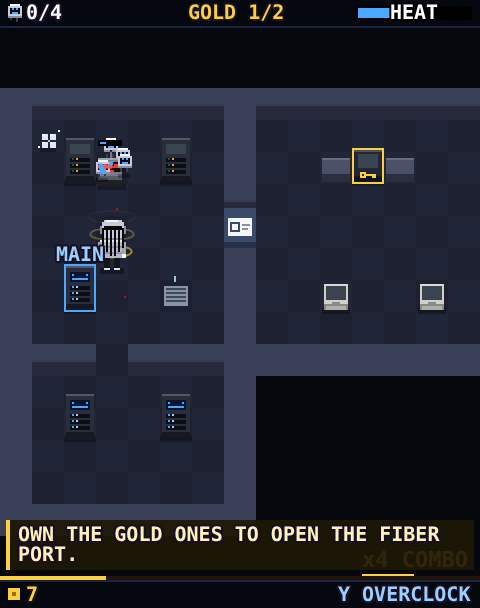 0/4 GOLD 1/2 HEAT
MAIN
OWN THE GOLD ONES TO OPEN THE FIBER
PORT.
x4 COMBO
7 Y OVERCLOCK